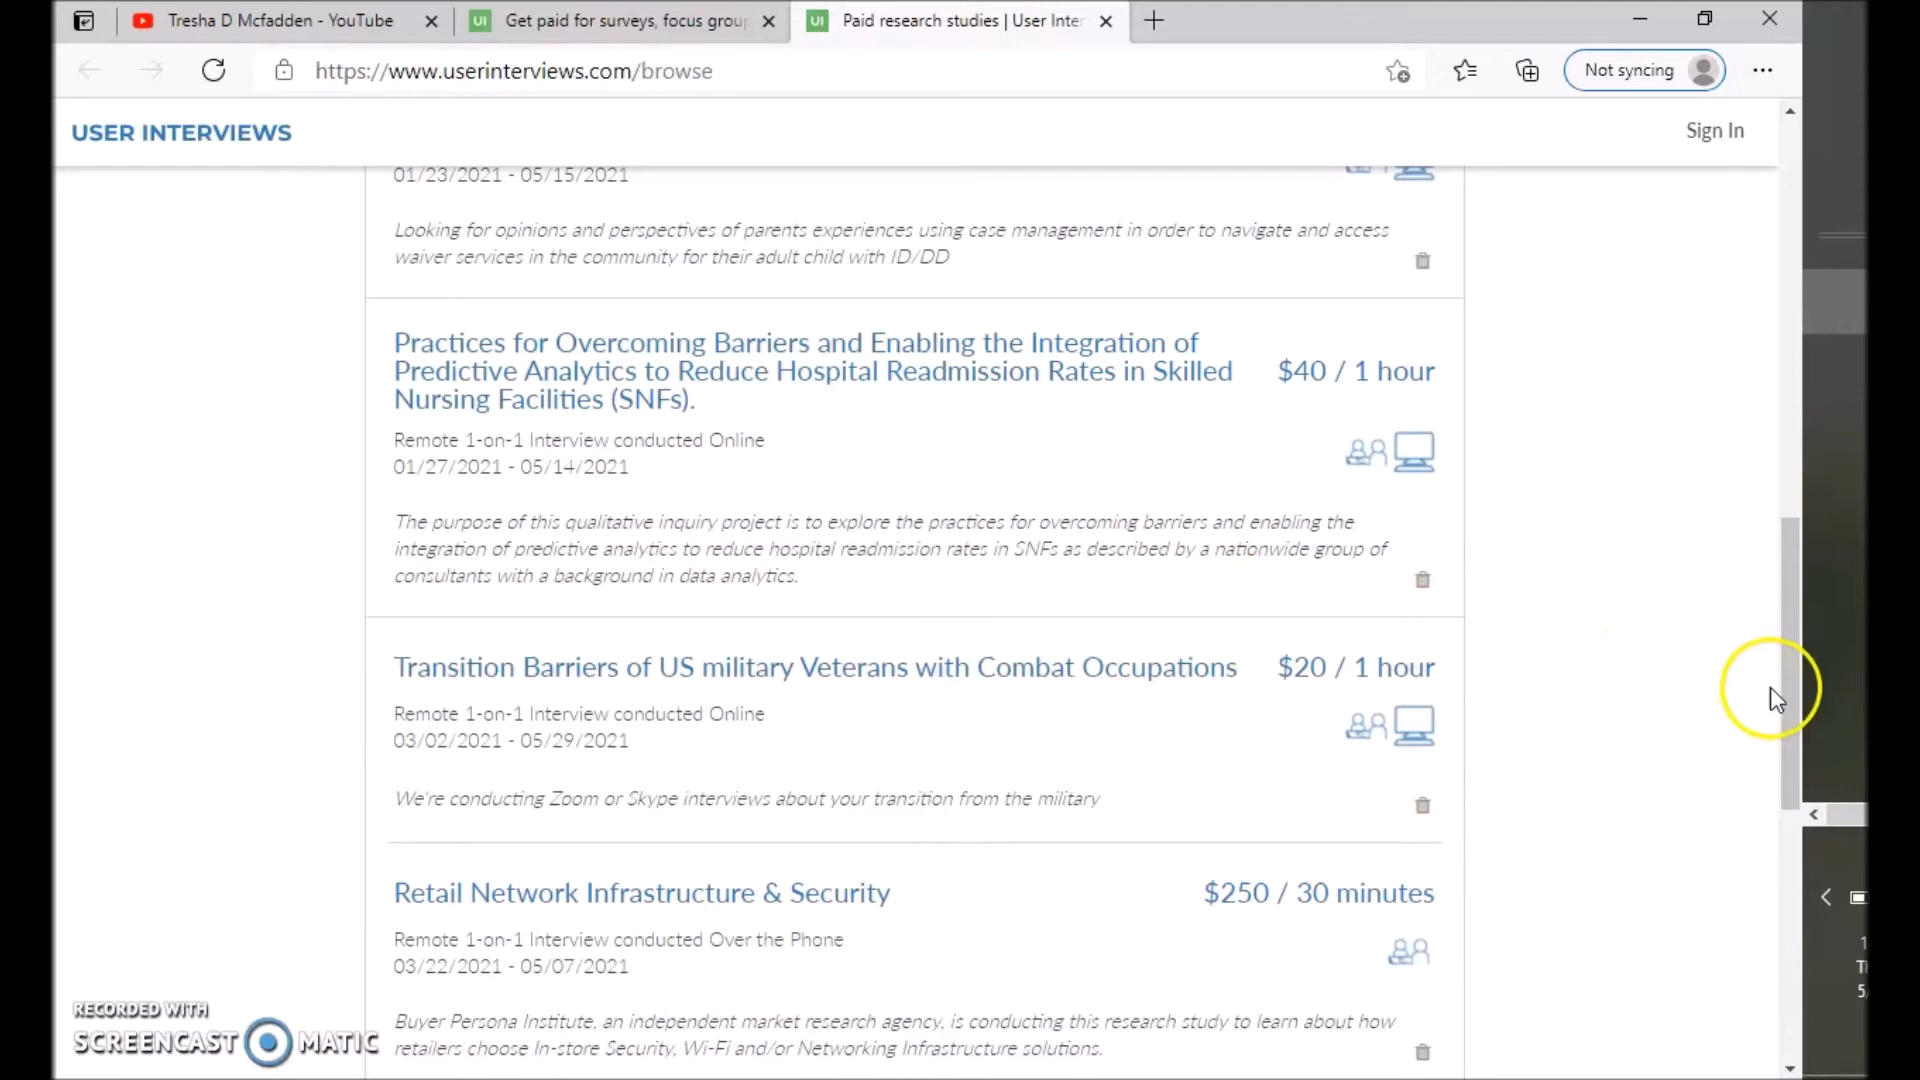 Tresha D Mcfadden - YouTube
UI Get paid for surveys, focus grou
UI Paid research studies | User Inter
https://www.userinterviews.com/browse
Not syncing
USER INTERVIEWS
Sign In
01/23/2021 - 05/15/2021
Looking for opinions and perspectives of parents experiences using case management in order to navigate and access
waiver services in the community for their adult child with ID/DD
Practices for Overcoming Barriers and Enabling the Integration of
Predictive Analytics to Reduce Hospital Readmission Rates in Skilled
Nursing Facilities (SNFs).
$40 / 1 hour
Remote 1-on-1 Interview conducted Online
01/27/2021 - 05/14/2021
The purpose of this qualitative inquiry project is to explore the practices for overcoming barriers and enabling the
integration of predictive analytics to reduce hospital readmission rates in SNFs as described by a nationwide group of
consultants with a background in data analytics.
Transition Barriers of US military Veterans with Combat Occupations
$20 / 1 hour
Remote 1-on-1 Interview conducted Online
03/02/2021 - 05/29/2021
We're conducting Zoom or Skype interviews about your transition from the military
Retail Network Infrastructure & Security
$250 / 30 minutes
Remote 1-on-1 Interview conducted Over the Phone
03/22/2021 - 05/07/2021
Buyer Persona Institute, an independent market research agency, is conducting this research study to learn about how
retailers choose In-store Security, Wi-Fi and/or Networking Infrastructure solutions.
RECORDED WITH
SCREENCAST MATIC